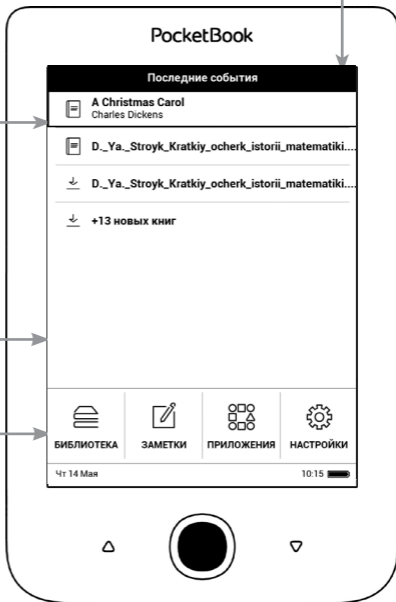 PocketBook
Последние события
A Christmas Carol
Charles Dickens
D._Ya._Stroyk_Kratkiy_ocherk_istorii_matematiki....
D._Ya._Stroyk_Kratkiy_ocherk_istorii_matematiki....
+13 новых книг
БИБЛИОТЕКА ЗАМЕТКИ ПРИЛОЖЕНИЯ НАСТРОЙКИ
Чт 14 Мая 10:15